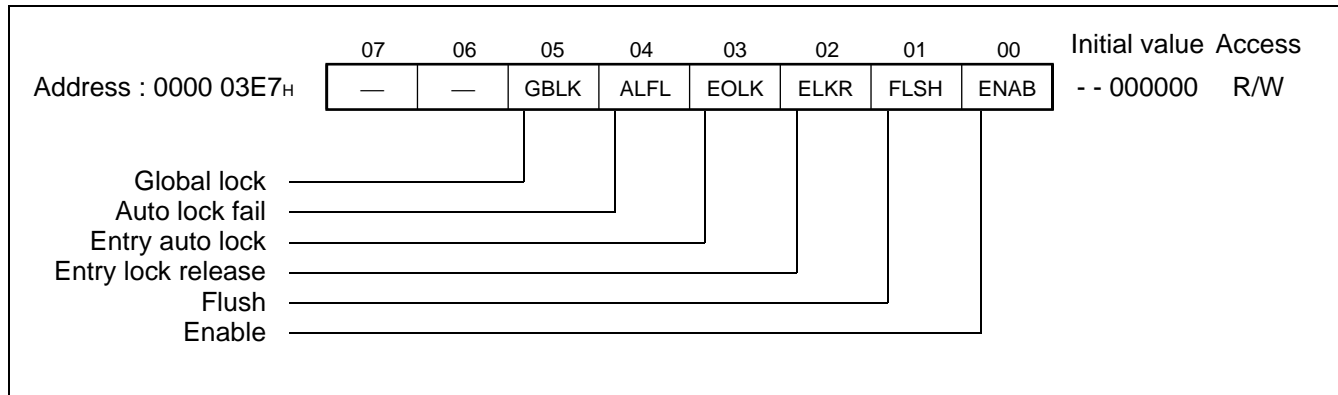 07 06 05 04 03 02 01 00 Initial value Access
Address : 0000 03E7H — — GBLK ALFL EOLK ELKR FLSH ENAB - - 000000 R/W
Global lock
Auto lock fail
Entry auto lock
Entry lock release
Flush
Enable